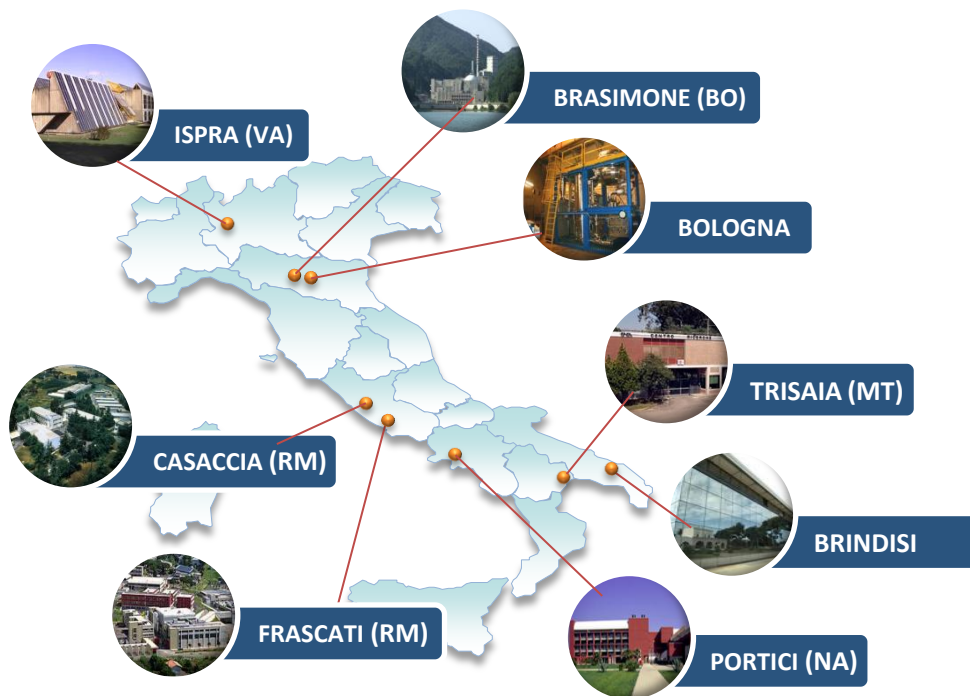 BRASIMONE (BO)
ISPRA (VA)
BOLOGNA
TRISAIA (MT)
CASACCIA (RM)
BRINDISI
FRASCATI (RM)
PORTICI (NA)